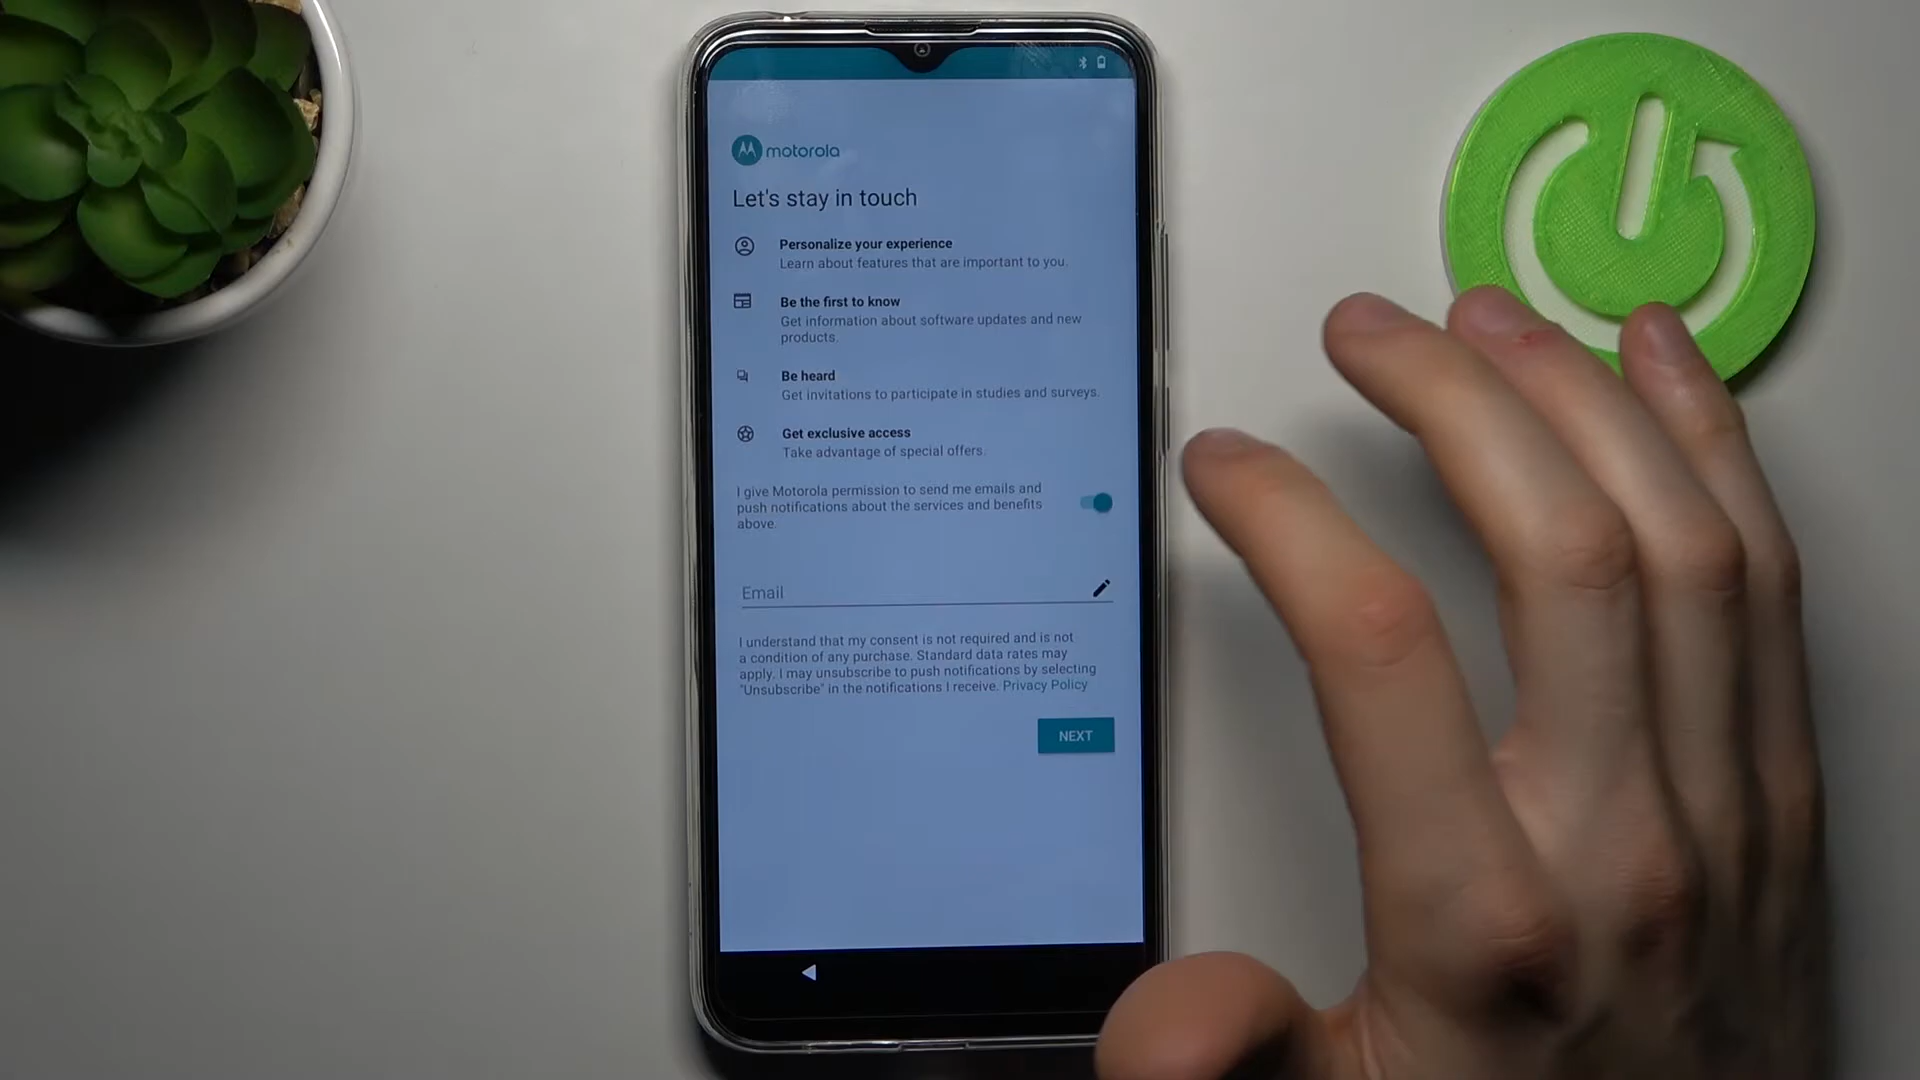 motorola
Let's stay in touch
Personalize your experience
Learn about features that are important to you.
Be the first to know
Get information about software updates and new
products.
Be heard
Get invitations to participate in studies and surveys.
Get exclusive access
Take advantage of special offers.
I give Motorola permission to send me emails and
push notifications about the services and benefits
above.
Email
I understand that my consent is not required and is not
a condition of any purchase. Standard data rates may
apply. I may unsubscribe to push notifications by selecting
"Unsubscribe" in the notifications I receive. Privacy Policy
NEXT